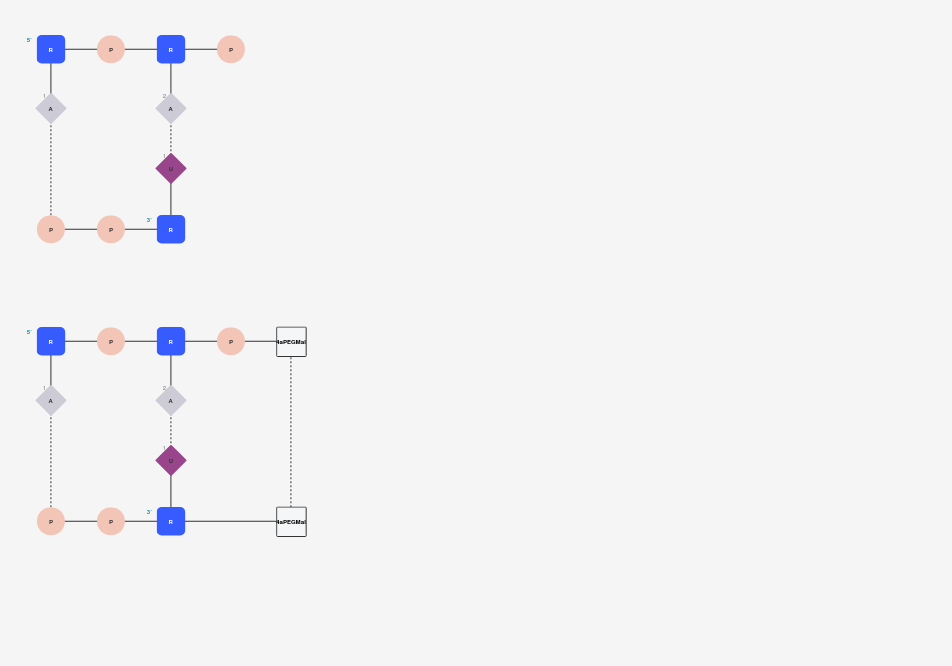 5'
R P R P
1 2
A A
1
U
3'
P P R
5'
R P R P 4aPEGMal
1 2
A A
1
U
3'
P P R 4aPEGMal